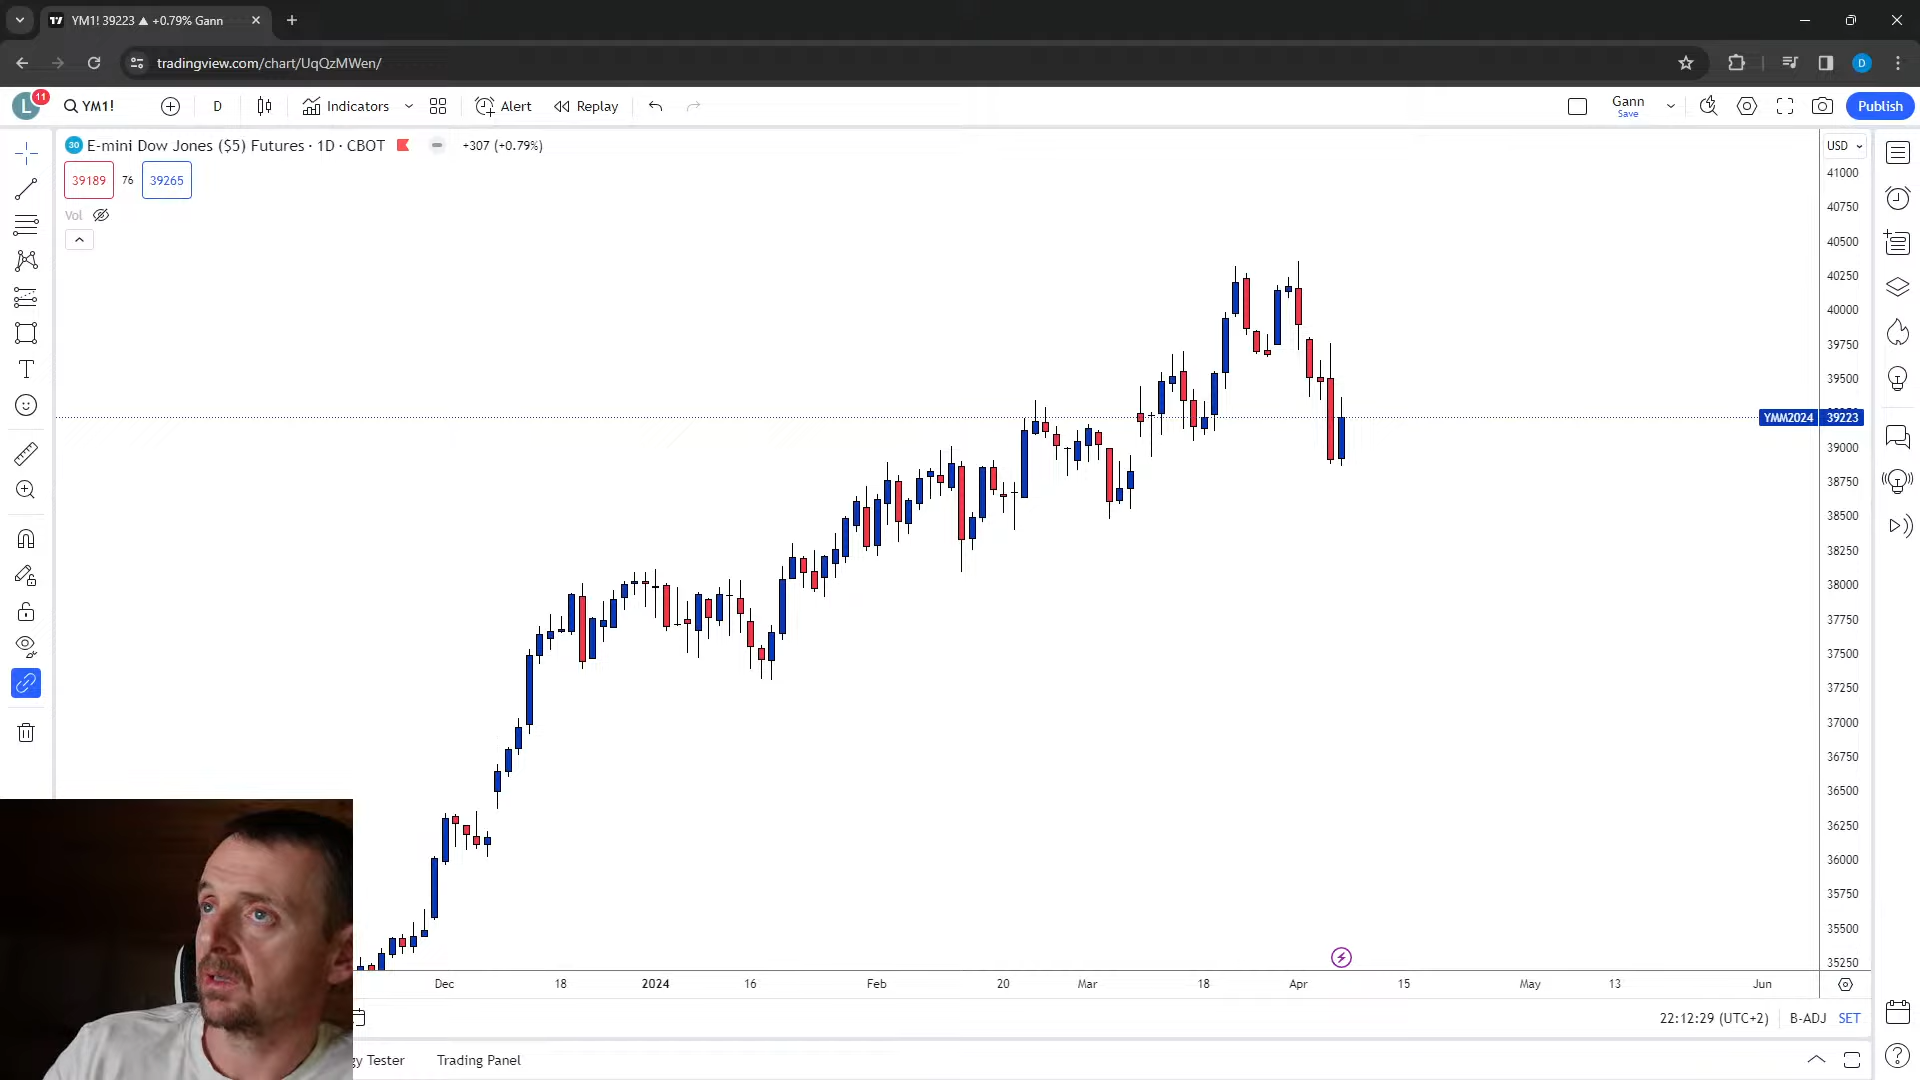 YM1! 39223 ▲ +0.79% Gann
tradingview.com/chart/UqQzMWen/
D
L
11
YM1!
D
Indicators
Alert
Replay
Gann
Save
Publish
30
E-mini Dow Jones ($5) Futures · 1D · CBOT
+307 (+0.79%)
39189
76
39265
Vol
USD
41000
40750
40500
40250
40000
39750
39500
YMM2024
39223
39000
38750
38500
38250
38000
37750
37500
37250
37000
36750
36500
36250
36000
35750
35500
35250
Dec
18
2024
16
Feb
20
Mar
18
Apr
15
May
13
Jun
22:12:29 (UTC+2)
B-ADJ
SET
gy Tester
Trading Panel